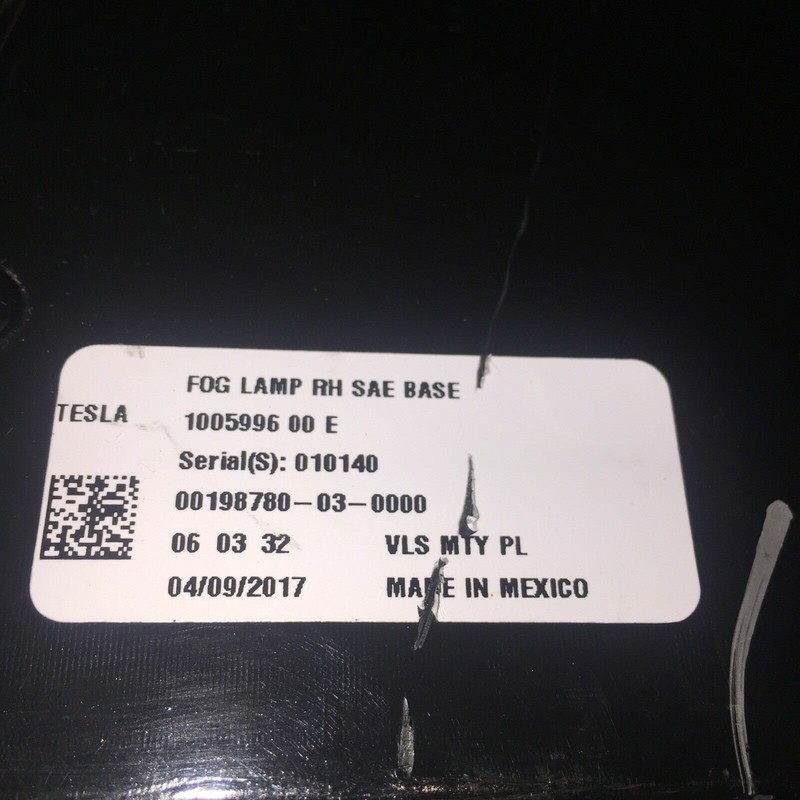 FOG LAMP RH SAE BASE
TESLA
1005996 00 E
Serial(S): 010140
00198780-03-0000
06 03 32 VLS MTY PL
04/09/2017 MADE IN MEXICO